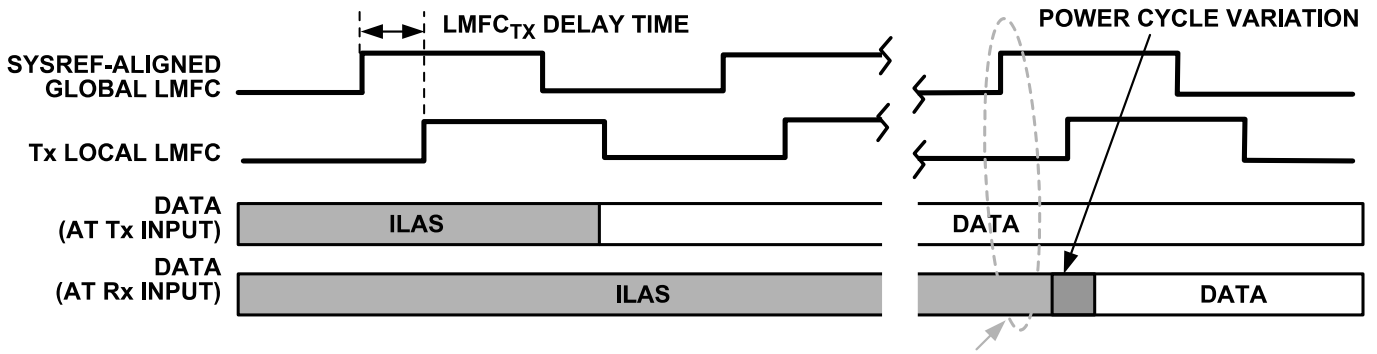 LMFCTX DELAY TIME
POWER CYCLE VARIATION
SYSREF-ALIGNED
GLOBAL LMFC
Tx LOCAL LMFC
DATA
(AT Tx INPUT)
ILAS
DATA
DATA
(AT Rx INPUT)
ILAS
DATA